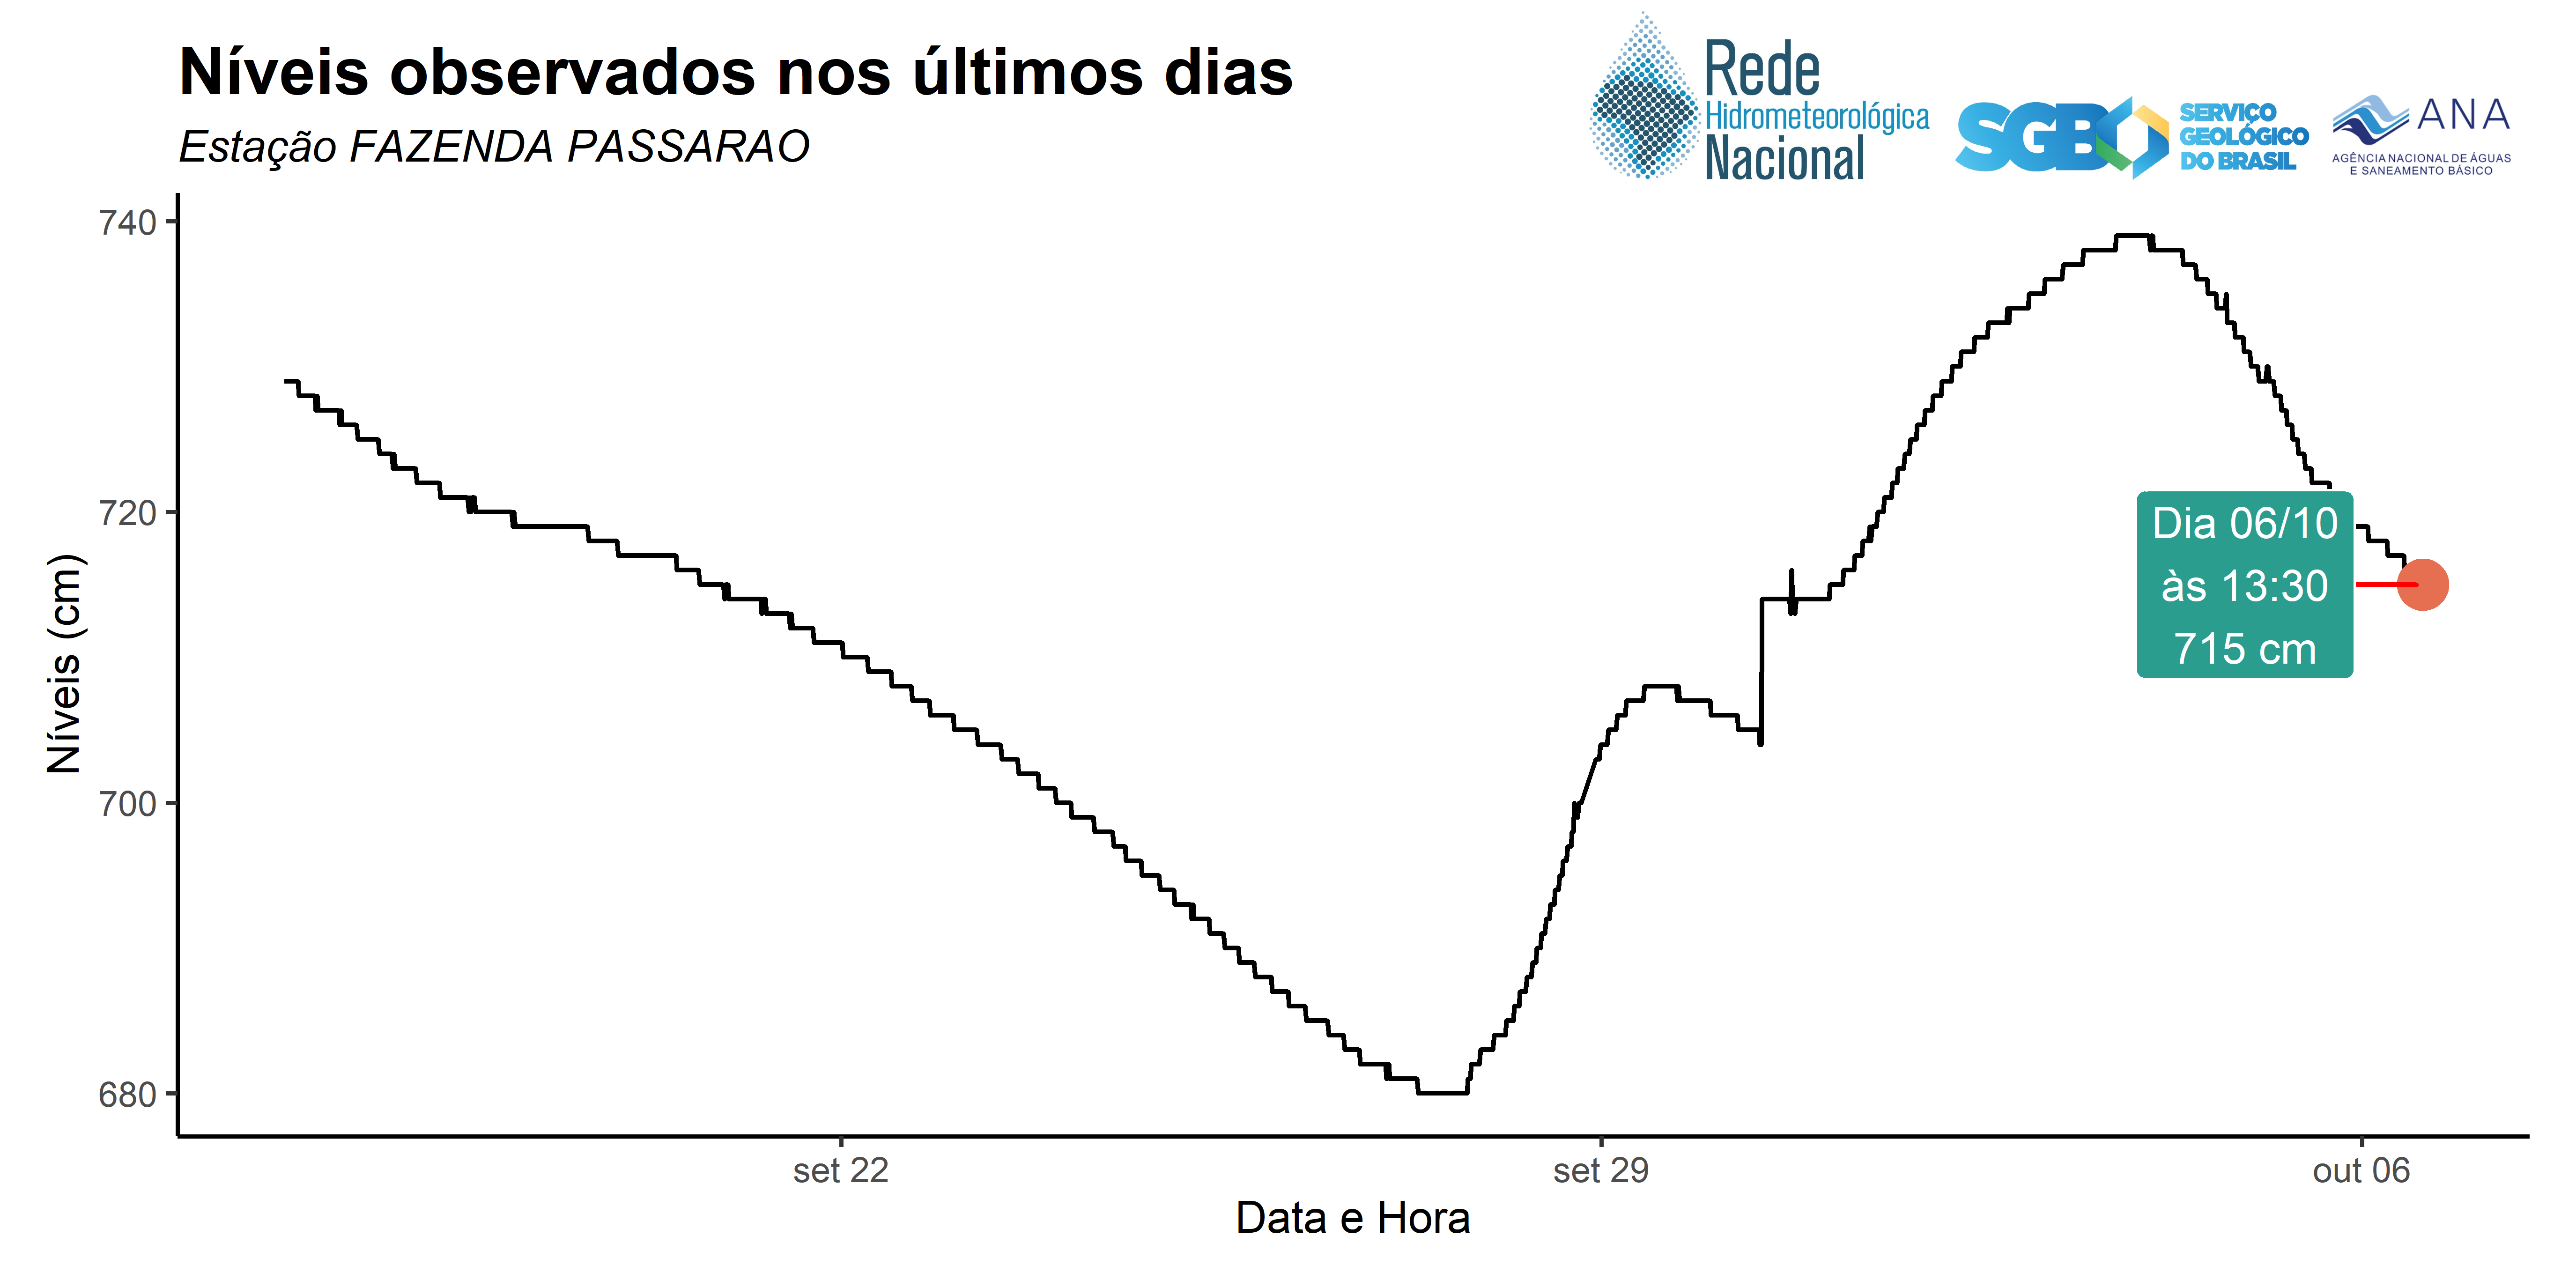 Níveis observados nos últimos dias
Estação FAZENDA PASSARAO
Rede
Hidrometeorológica
Nacional
SGB
SERVIÇO
GEOLÓGICO
DO BRASIL
ANA
AGÊNCIA NACIONAL DE ÁGUAS
E SANEAMENTO BÁSICO
Níveis (cm)
740
720
700
680
Dia 06/10
às 13:30
715 cm
set 22
set 29
out 06
Data e Hora